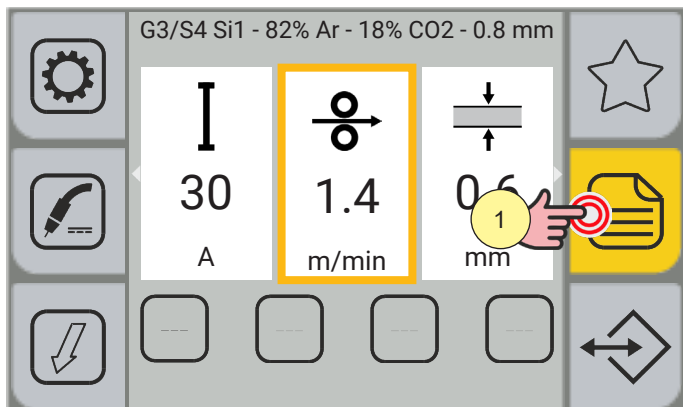 G3/S4 Si1 - 82% Ar - 18% CO2 - 0.8 mm
30 1.4 0.6
1
A m/min mm
--- --- --- ---